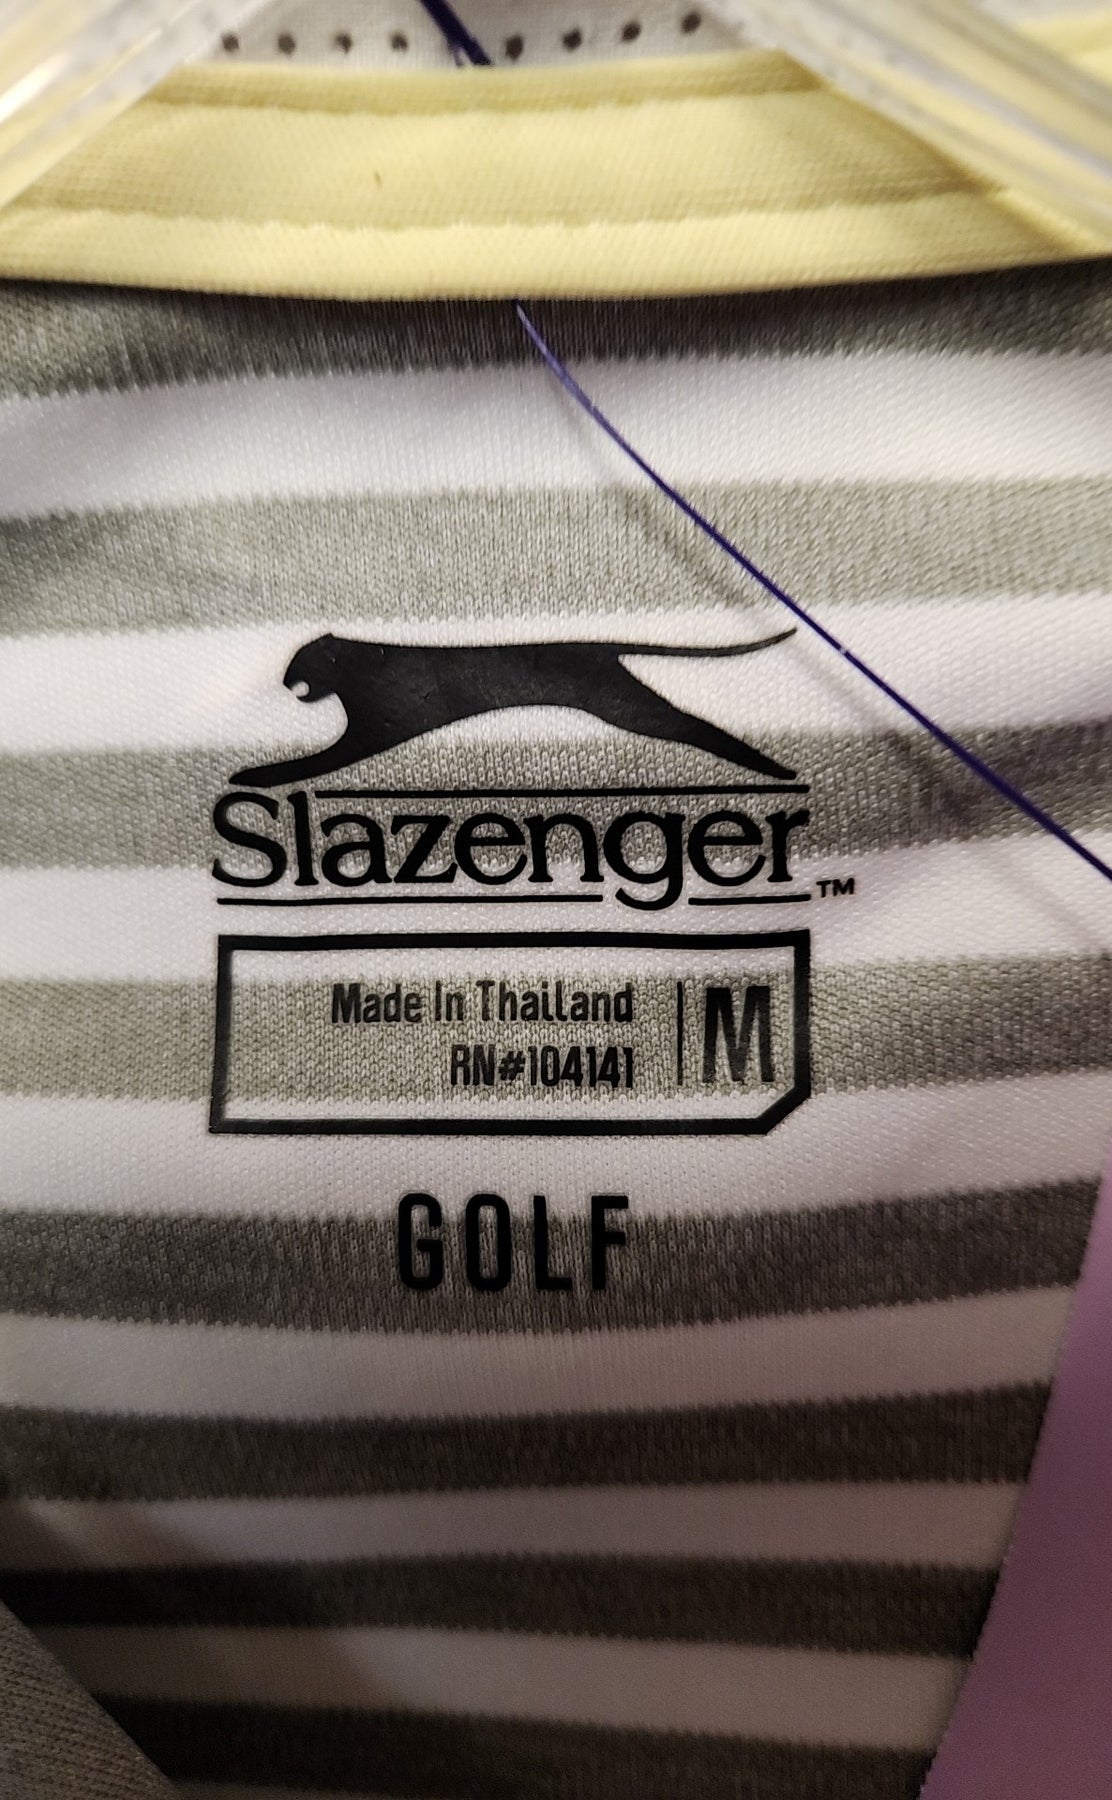 Slazenger™
Made In Thailand
RN#104141
M
GOLF